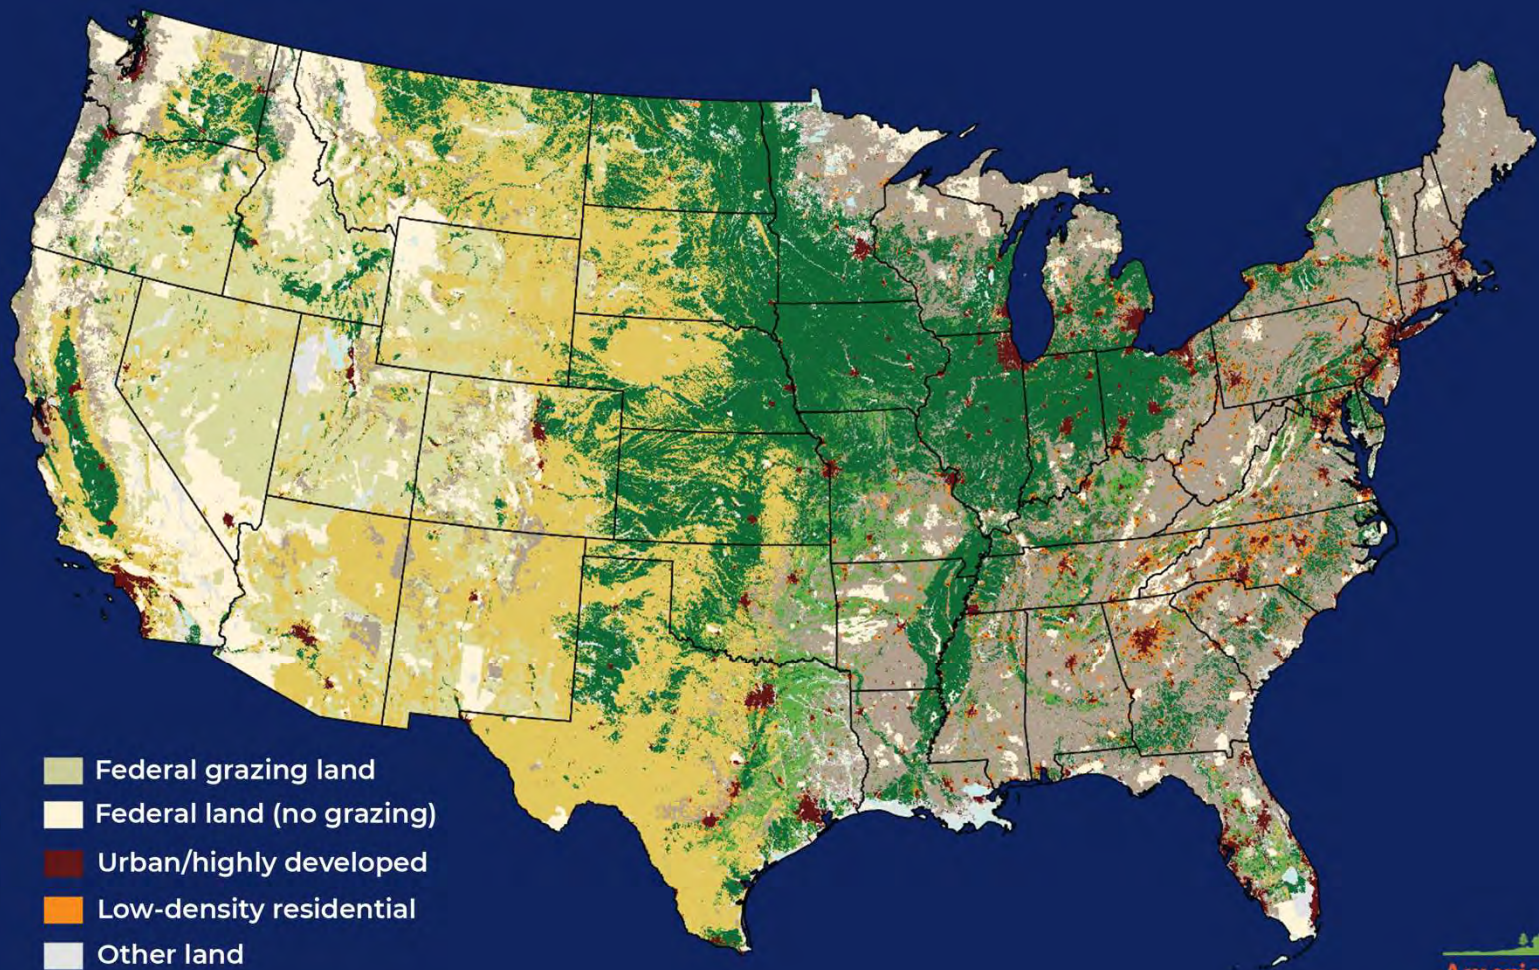 Federal grazing land
Federal land (no grazing)
Urban/highly developed
Low-density residential
Other land